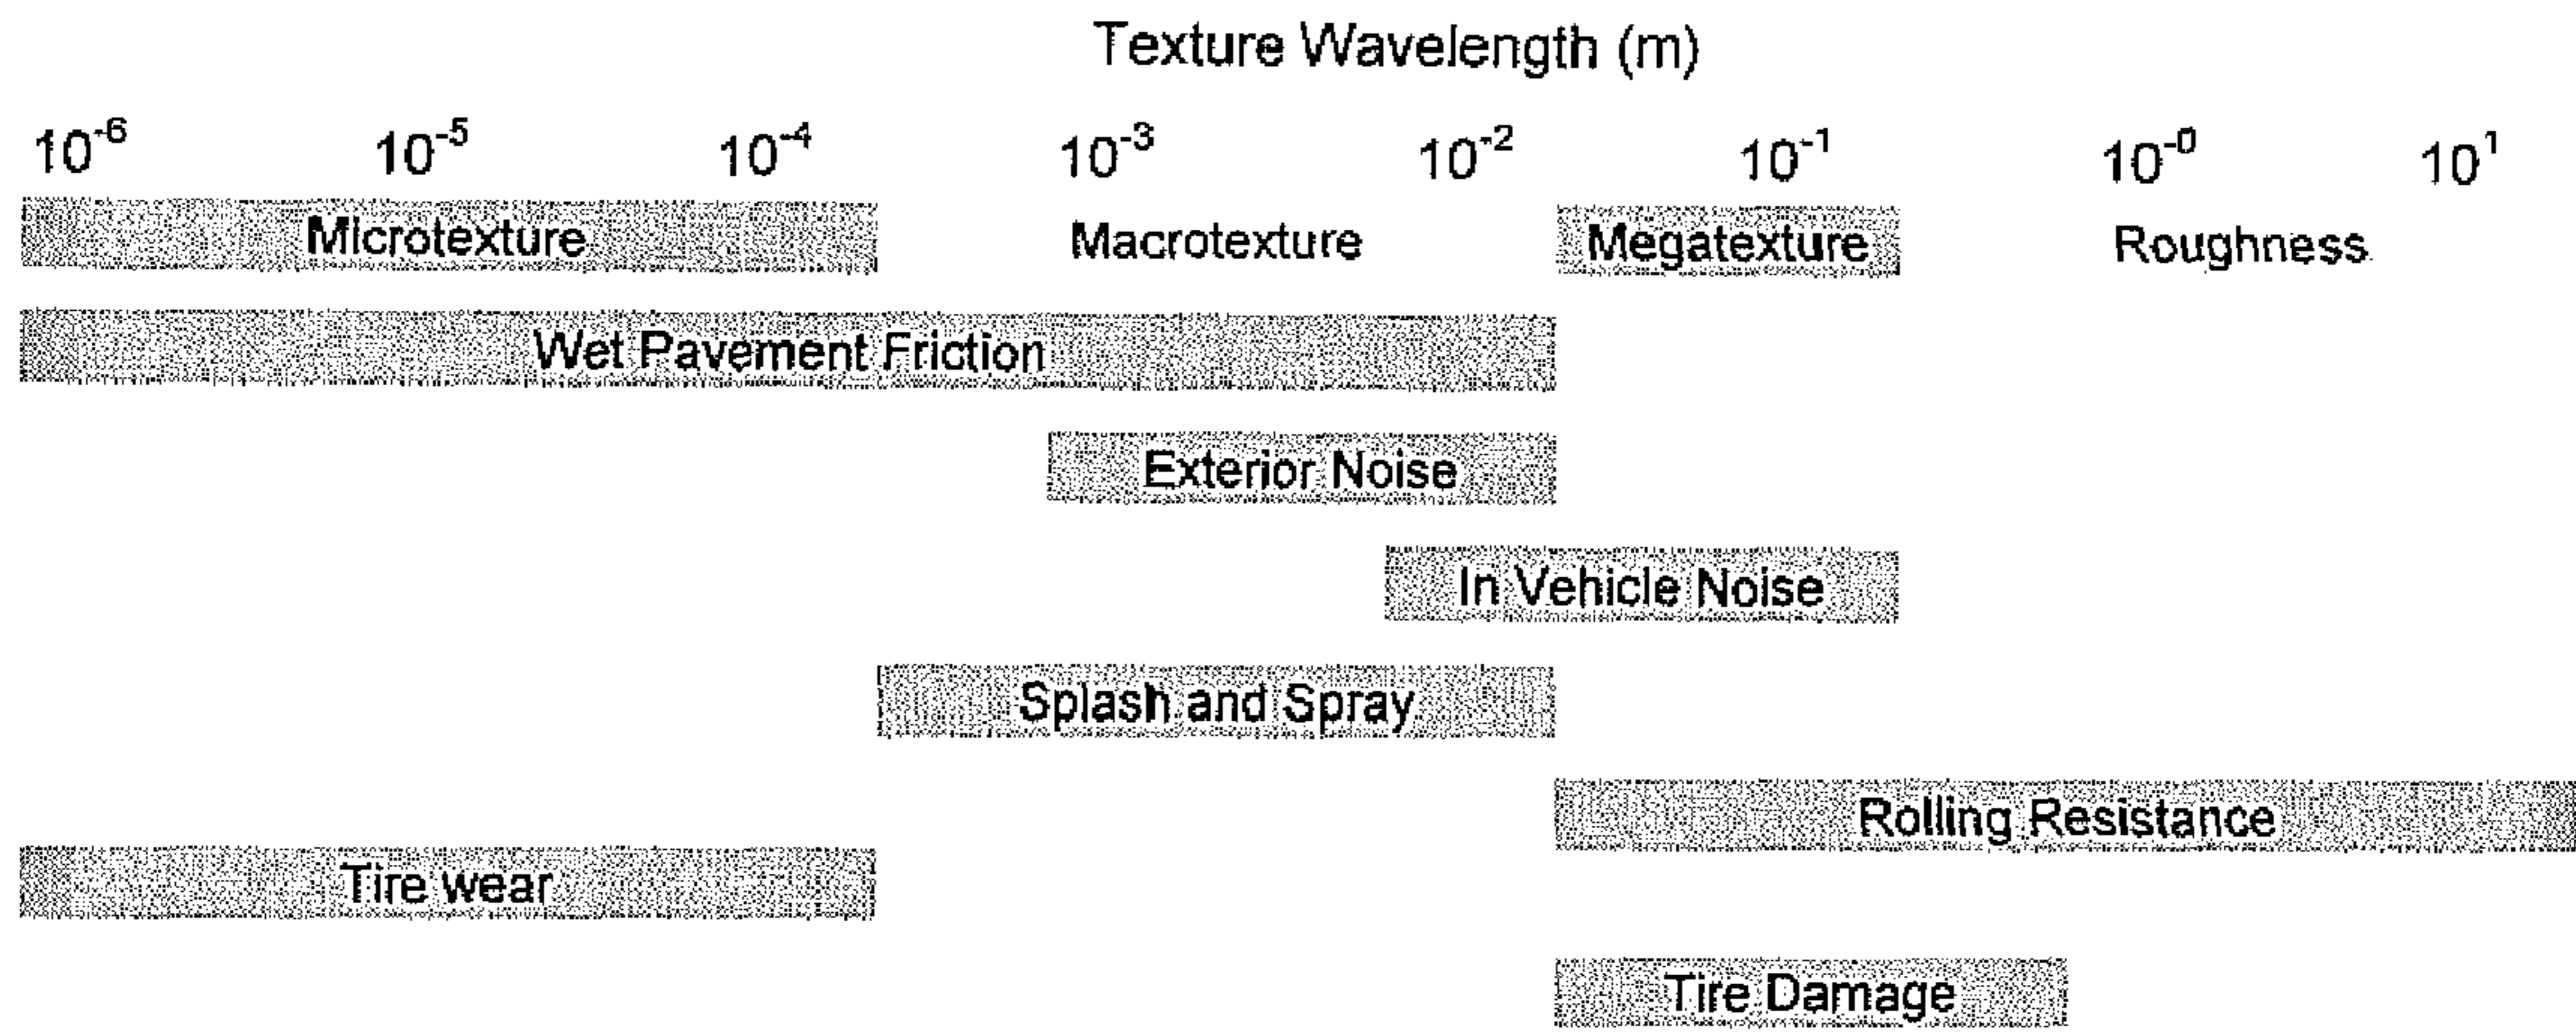 Texture Wavelength (m)
10⁻⁶ 10⁻⁵ 10⁻⁴ 10⁻³ 10⁻² 10⁻¹ 10⁻⁰ 10¹
Microtexture Macrotexture Megatexture Roughness
Wet Pavement Friction
Exterior Noise
In Vehicle Noise
Splash and Spray
Rolling Resistance
Tire wear
Tire Damage